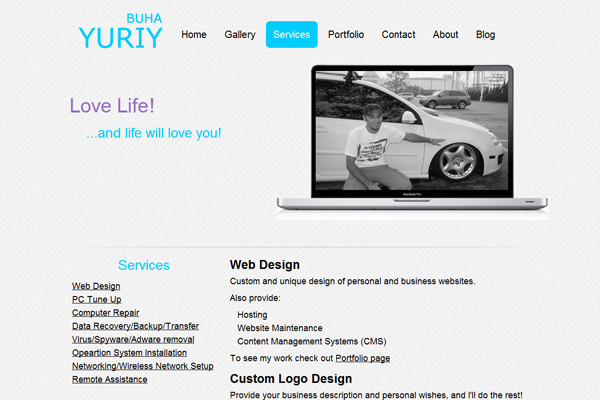 BUHA
YURIY
Home Gallery Services Portfolio Contact About Blog
Love Life!
...and life will love you!
MacBook Pro
Services
Web Design
PC Tune Up
Computer Repair
Data Recovery/Backup/Transfer
Virus/Spyware/Adware removal
Opeartion System Installation
Networking/Wireless Network Setup
Remote Assistance
Web Design
Custom and unique design of personal and business websites.
Also provide:
Hosting
Website Maintenance
Content Management Systems (CMS)
To see my work check out Portfolio page
Custom Logo Design
Provide your business description and personal wishes, and I'll do the rest!